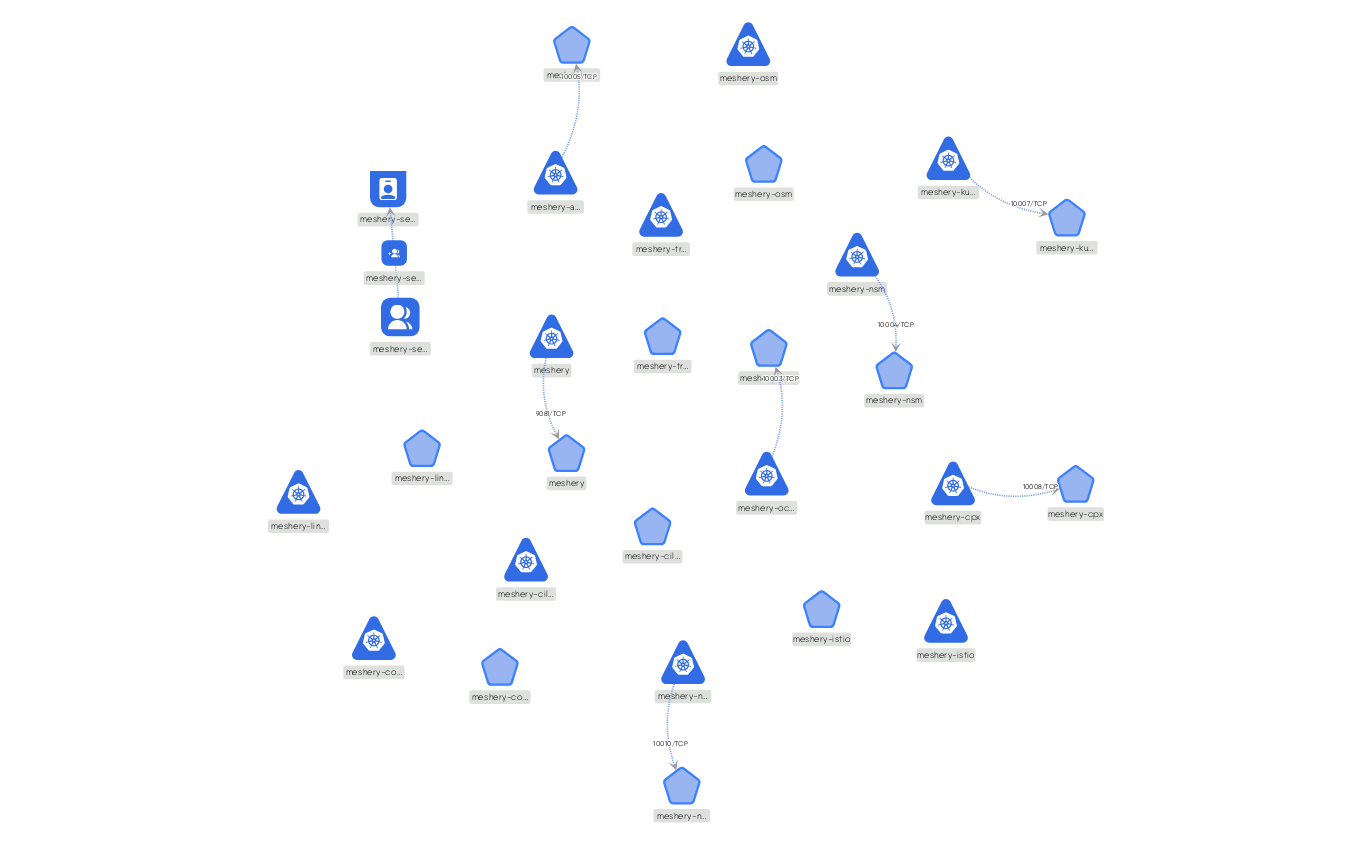 meshery-osm
10005/TCP
meshery-osm
meshery-ku...
meshery-a...
10007/TCP
meshery-se...
meshery-tr...
meshery-ku...
meshery-se...
meshery-nsm
10004/TCP
meshery-se...
meshery
meshery-tr...
10003/TCP
meshery-nsm
9081/TCP
meshery-lin...
meshery
10008/TCP
meshery-oc...
meshery-cpx
meshery-cpx
meshery-lin...
meshery-cil...
meshery-cil...
meshery-istio
meshery-istio
meshery-co...
meshery-co...
meshery-n...
10010/TCP
meshery-n...